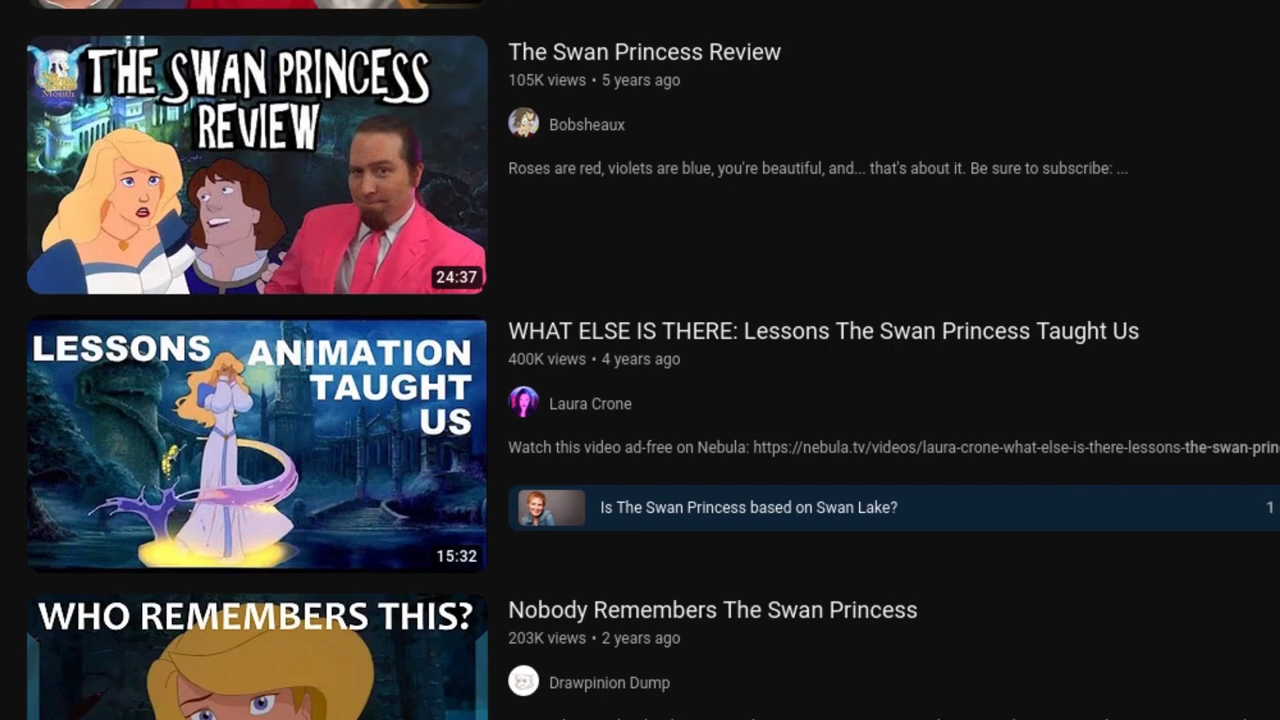 THE SWAN PRINCESS
REVIEW
Month
24:37
The Swan Princess Review
105K views • 5 years ago
Bobsheaux
Roses are red, violets are blue, you're beautiful, and... that's about it. Be sure to subscribe: ...
LESSONS ANIMATION
TAUGHT
US
15:32
WHAT ELSE IS THERE: Lessons The Swan Princess Taught Us
400K views • 4 years ago
Laura Crone
Watch this video ad-free on Nebula: https://nebula.tv/videos/laura-crone-what-else-is-there-lessons-the-swan-prin
Is The Swan Princess based on Swan Lake?
1
WHO REMEMBERS THIS?
Nobody Remembers The Swan Princess
203K views • 2 years ago
Drawpinion Dump